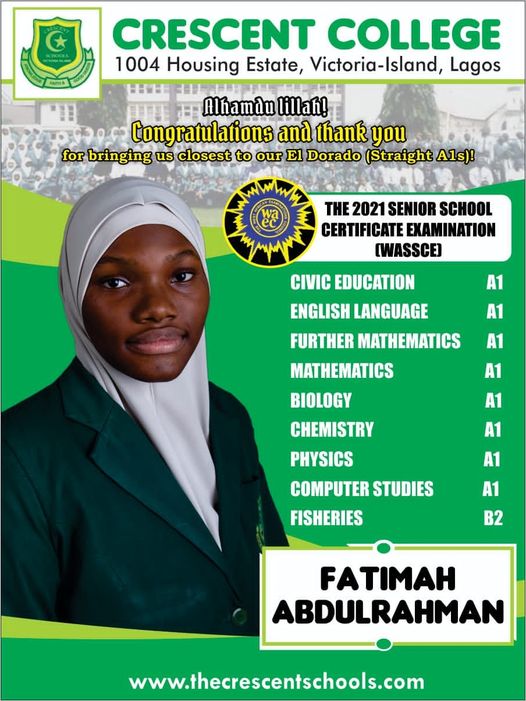 CRESCENT COLLEGE
1004 Housing Estate, Victoria-Island, Lagos
Alhamdu lillah!
Congratulations and thank you
for bringing us closest to our El Dorado (Straight A1s)!
waec
THE 2021 SENIOR SCHOOL
CERTIFICATE EXAMINATION
(WASSCE)
CIVIC EDUCATION A1
ENGLISH LANGUAGE A1
FURTHER MATHEMATICS A1
MATHEMATICS A1
BIOLOGY A1
CHEMISTRY A1
PHYSICS A1
COMPUTER STUDIES A1
FISHERIES B2
FATIMAH
ABDULRAHMAN
www.thecrescentschools.com